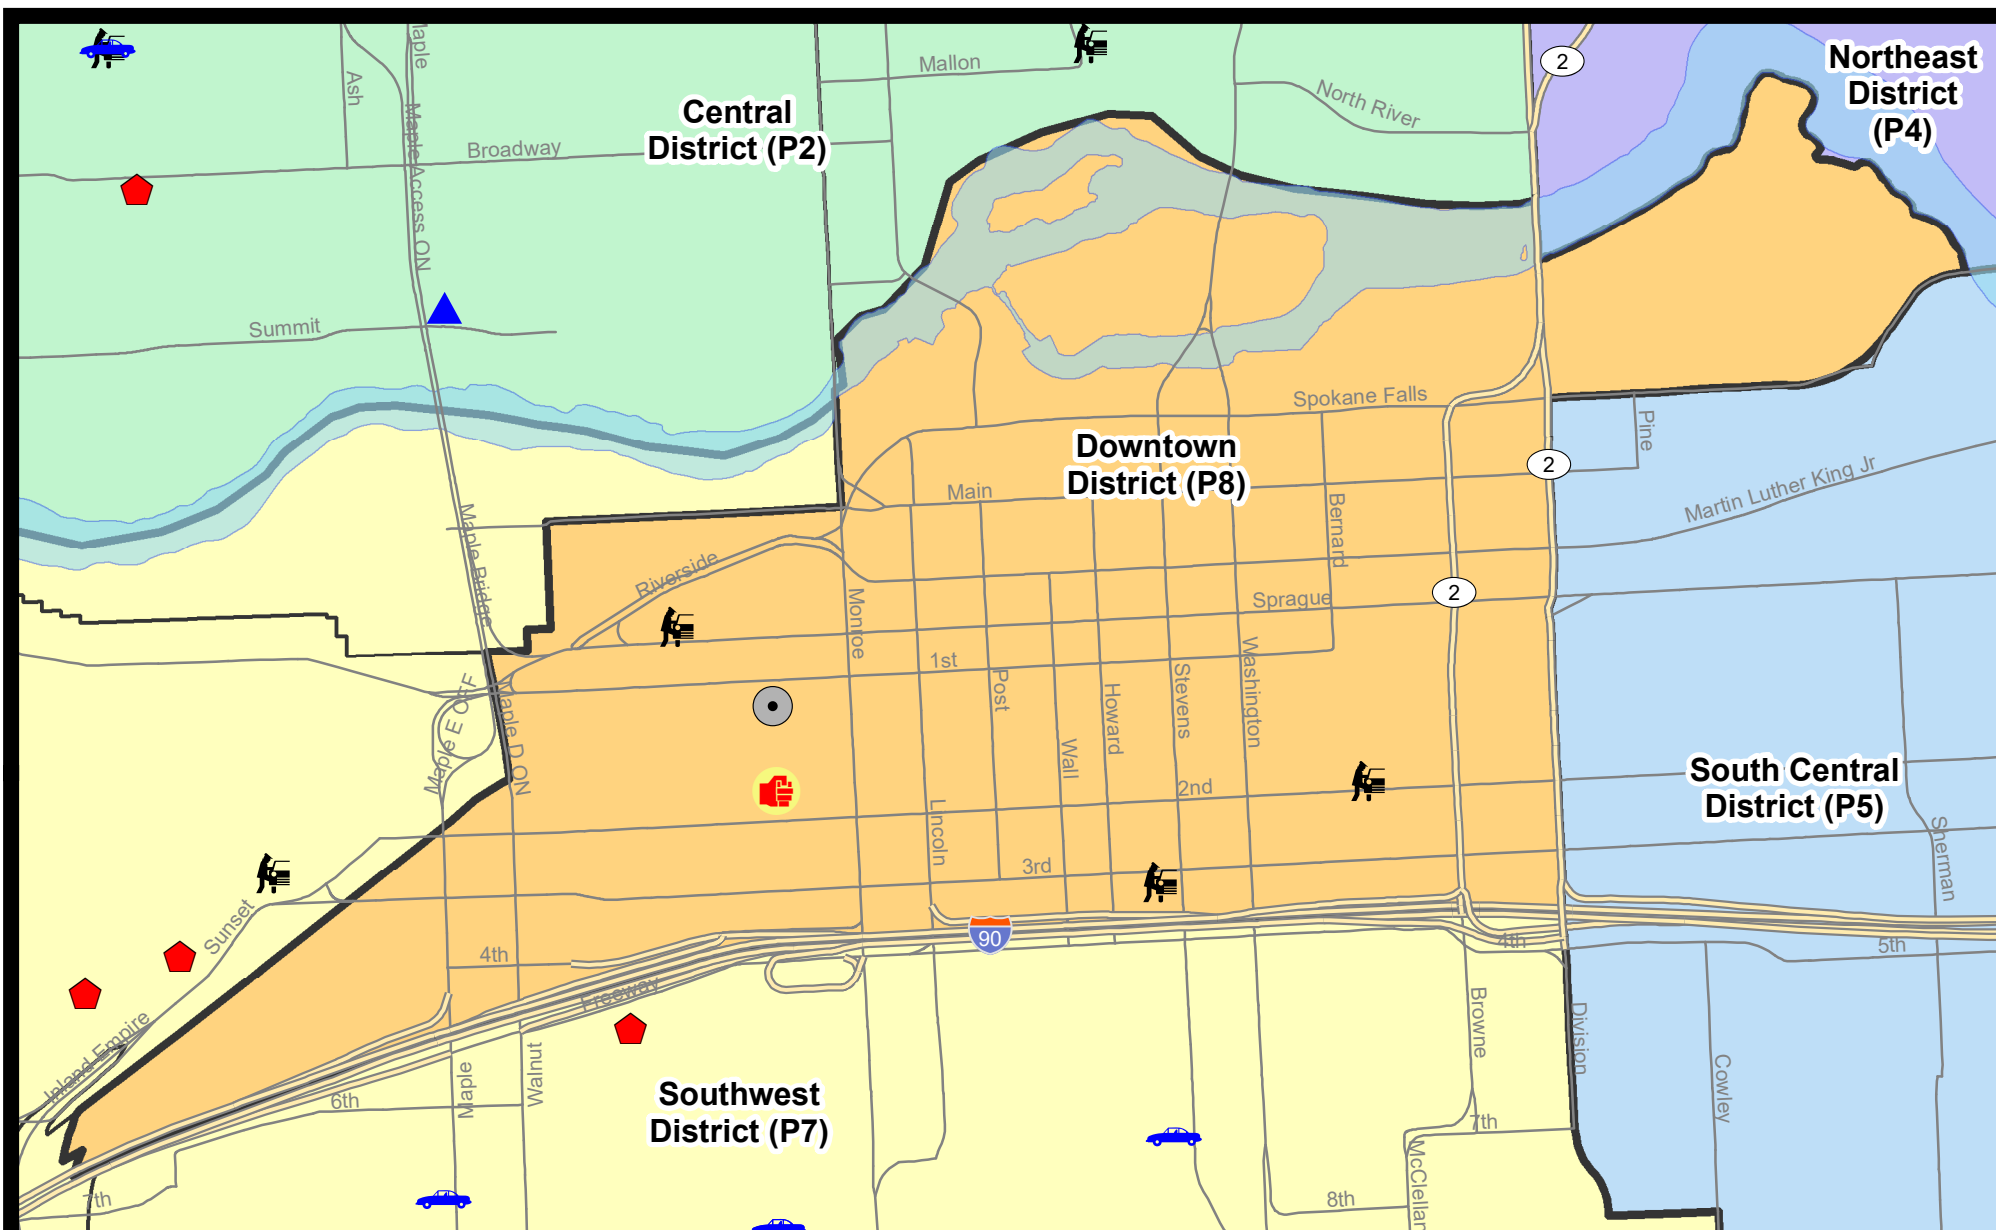 Maple
2
Northeast
District
(P4)
Mallon
Ash
North River
Central
District (P2)
Maple Access ON
Broadway
Summit
Spokane Falls
Pine
Downtown
District (P8)
2
Main
Martin Luther King Jr
Bernard
Maple Bridge
Riverside
2
Sprague
Monroe
1st
Washington
Stevens
Post
Howard
Maple E OFF
Maple D ON
Wall
South Central
District (P5)
2nd
Lincoln
Sherman
3rd
Sunset
90
4th
4th
5th
Freeway
Browne
Division
Inland Empire
Walnut
Maple
Cowley
6th
Southwest
District (P7)
7th
McClellan
7th
8th